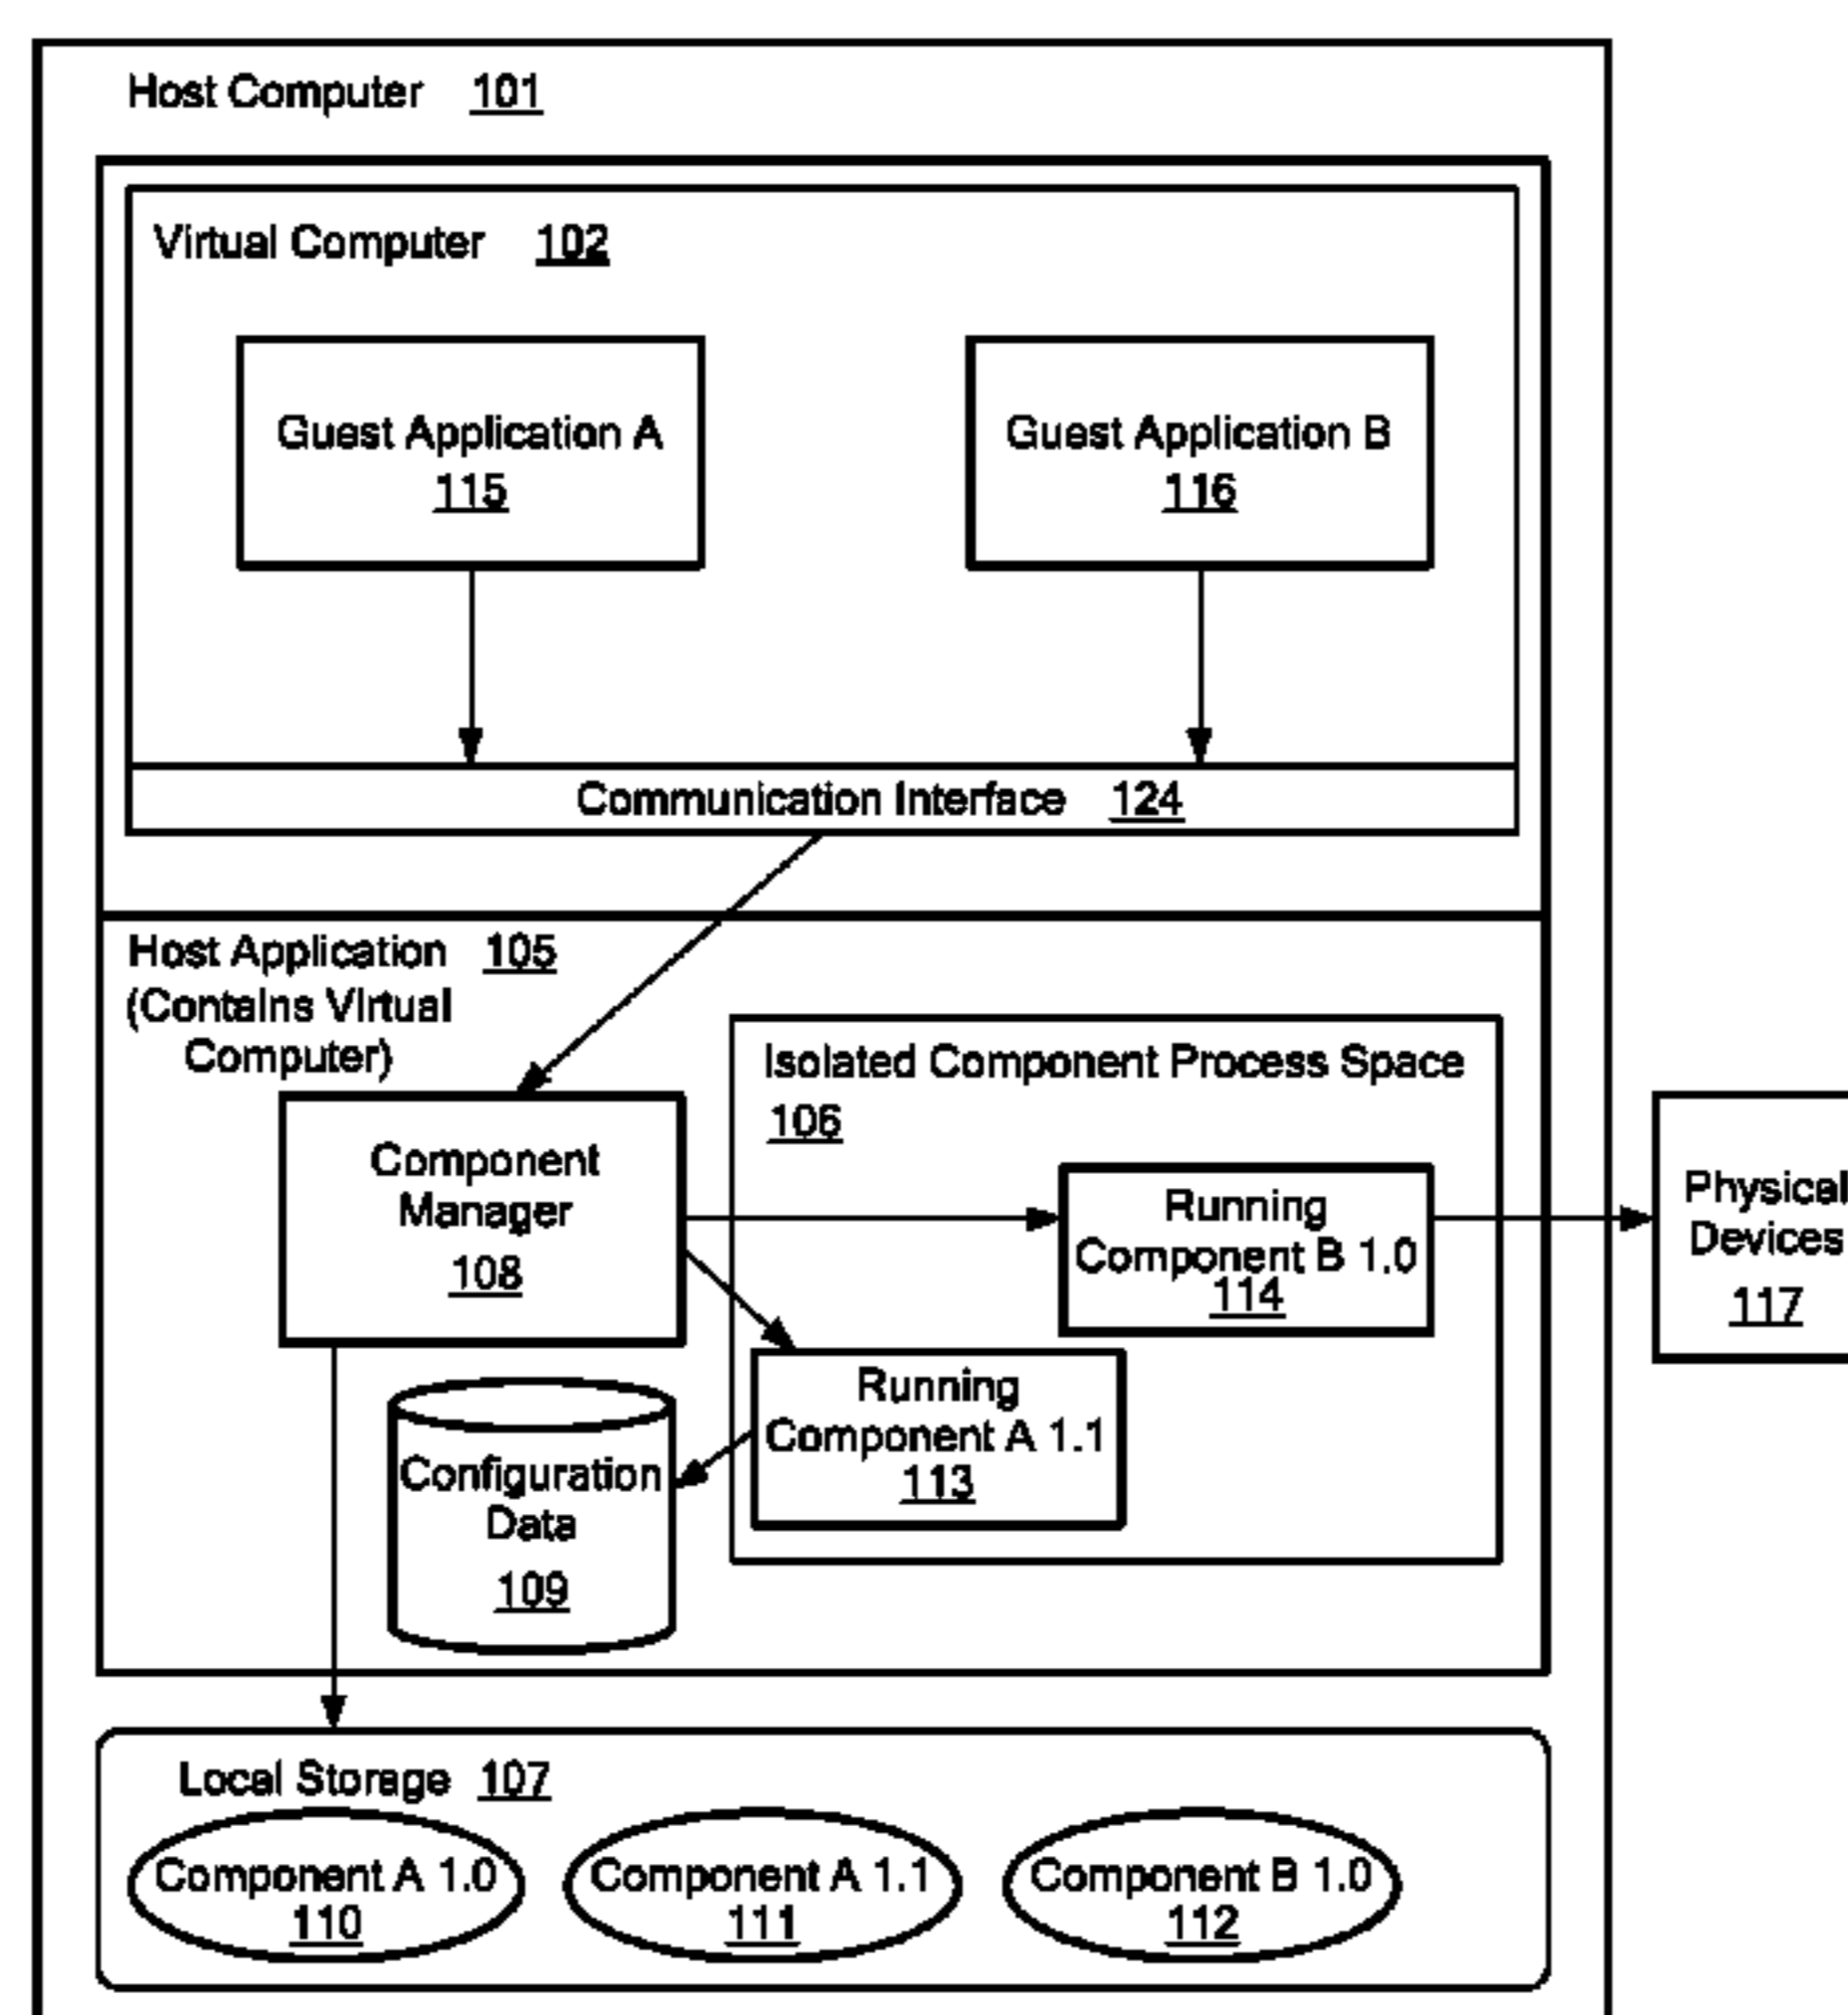 Host Computer 101
Virtual Computer 102
Guest Application A
115
Guest Application B
116
Communication Interface 124
Host Application 105
(Contains Virtual
Computer)
Isolated Component Process Space
106
Component
Manager
108
Running
Component B 1.0
114
Physical
Devices
117
Running
Component A 1.1
113
Configuration
Data
109
Local Storage 107
Component A 1.0
110
Component A 1.1
111
Component B 1.0
112